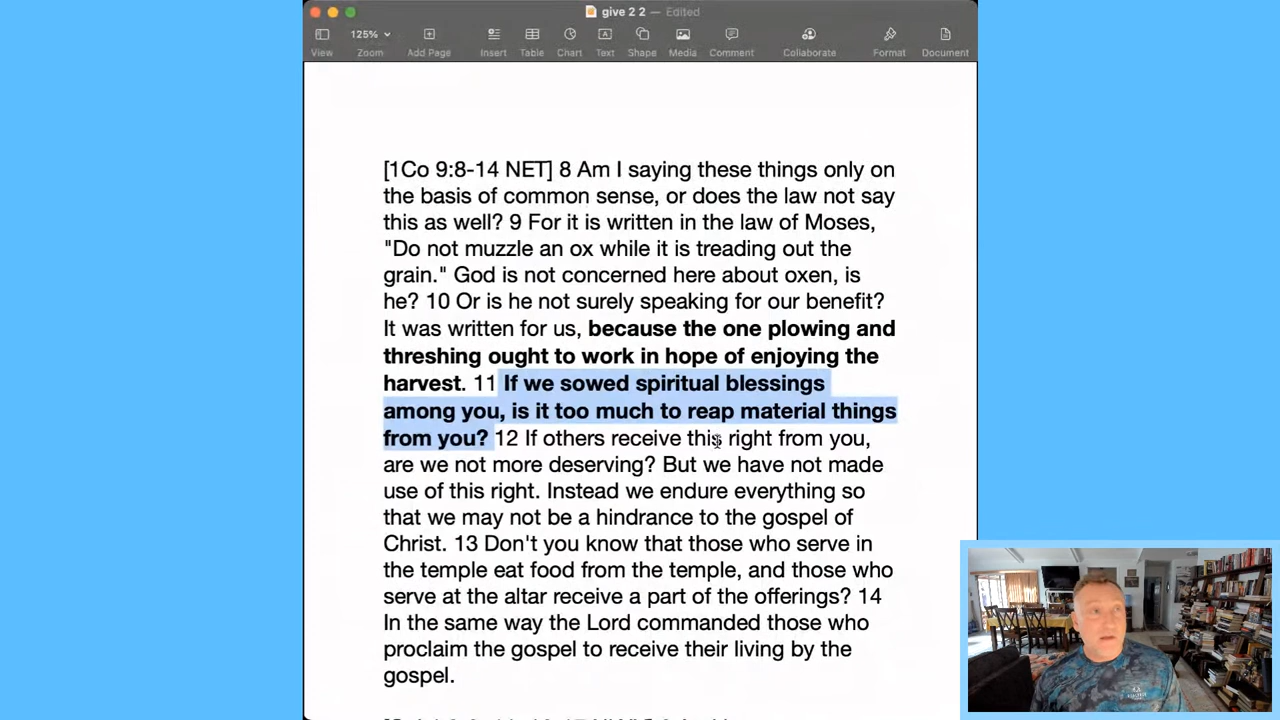 give 2 2 — Edited
125%
View Zoom Add Page Insert Table Chart Text Shape Media Comment Collaborate Format Document
[1Co 9:8-14 NET] 8 Am I saying these things only on
the basis of common sense, or does the law not say
this as well? 9 For it is written in the law of Moses,
"Do not muzzle an ox while it is treading out the
grain." God is not concerned here about oxen, is
he? 10 Or is he not surely speaking for our benefit?
It was written for us, because the one plowing and
threshing ought to work in hope of enjoying the
harvest. 11 If we sowed spiritual blessings
among you, is it too much to reap material things
from you? 12 If others receive this right from you,
are we not more deserving? But we have not made
use of this right. Instead we endure everything so
that we may not be a hindrance to the gospel of
Christ. 13 Don't you know that those who serve in
the temple eat food from the temple, and those who
serve at the altar receive a part of the offerings? 14
In the same way the Lord commanded those who
proclaim the gospel to receive their living by the
gospel.